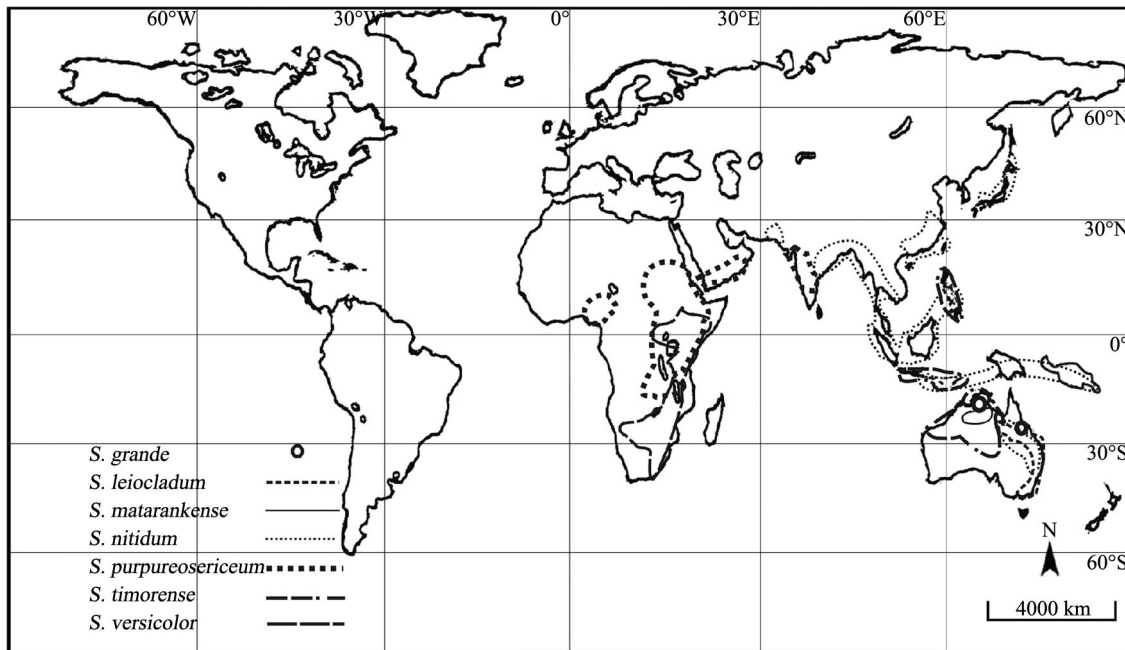 60°W 30°W 0° 30°E 60°E
60°N
30°N
0°
30°S
60°S
S. grande
S. leiocladum
S. matarankense
S. nitidum
S. purpureosericeum
S. timorense
S. versicolor
N
4000 km